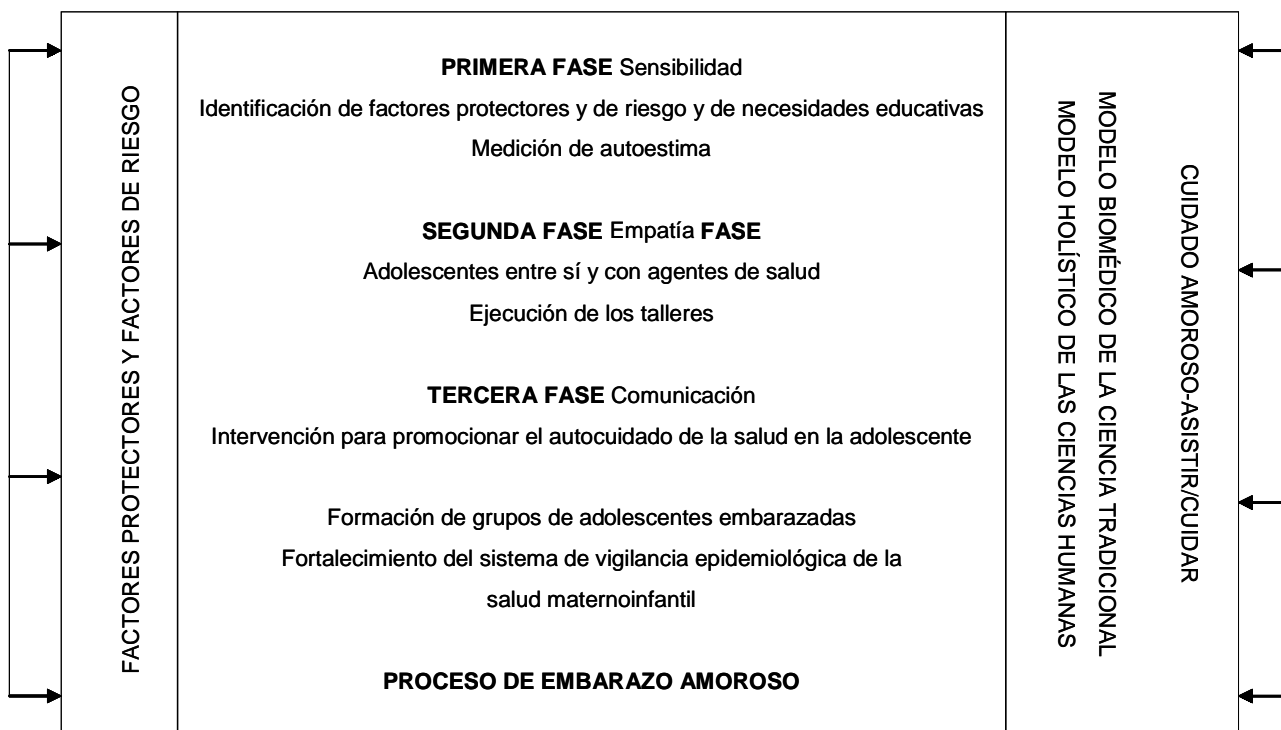 FACTORES PROTECTORES Y FACTORES DE RIESGO
PRIMERA FASE Sensibilidad
Identificación de factores protectores y de riesgo y de necesidades educativas
Medición de autoestima
SEGUNDA FASE Empatía FASE
Adolescentes entre sí y con agentes de salud
Ejecución de los talleres
TERCERA FASE Comunicación
Intervención para promocionar el autocuidado de la salud en la adolescente
Formación de grupos de adolescentes embarazadas
Fortalecimiento del sistema de vigilancia epidemiológica de la
salud maternoinfantil
PROCESO DE EMBARAZO AMOROSO
CUIDADO AMOROSO-ASISTIR/CUIDAR
MODELO BIOMÉDICO DE LA CIENCIA TRADICIONAL
MODELO HOLÍSTICO DE LAS CIENCIAS HUMANAS